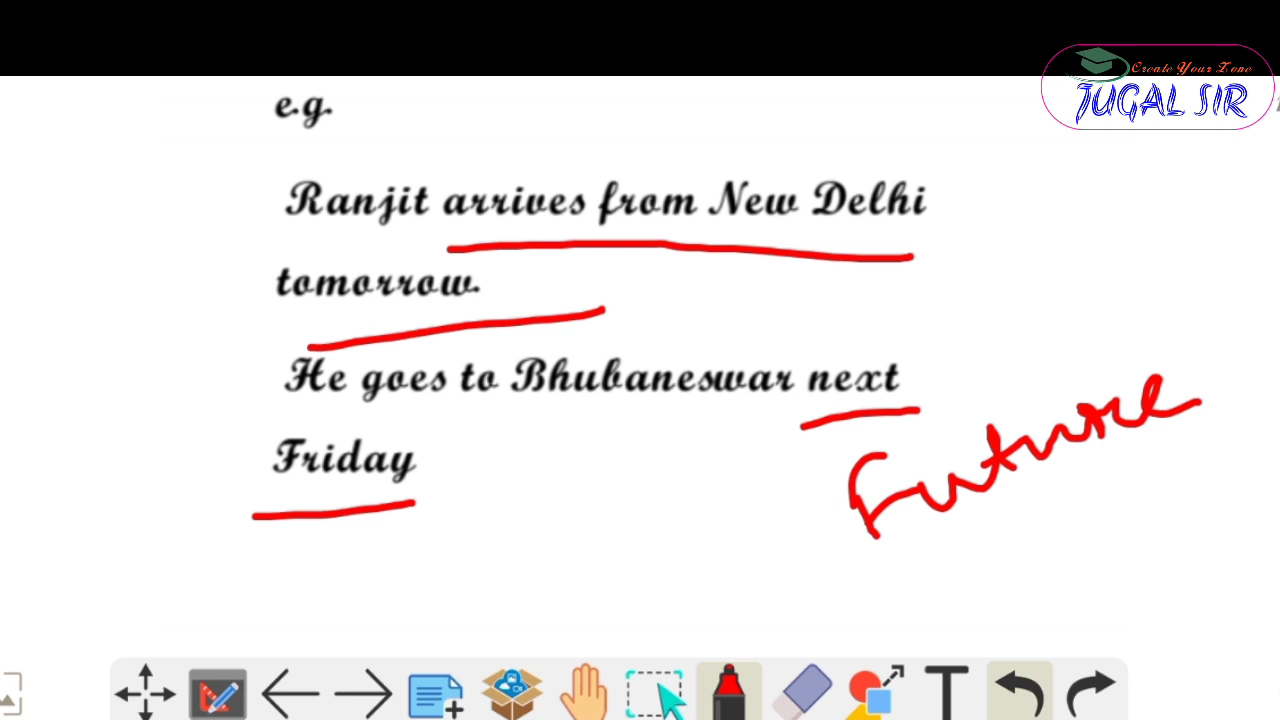 Create Your Zone
JUGAL SIR
e.g.
Ranjit arrives from New Delhi
tomorrow.
He goes to Bhubaneswar next
Friday
Future
T